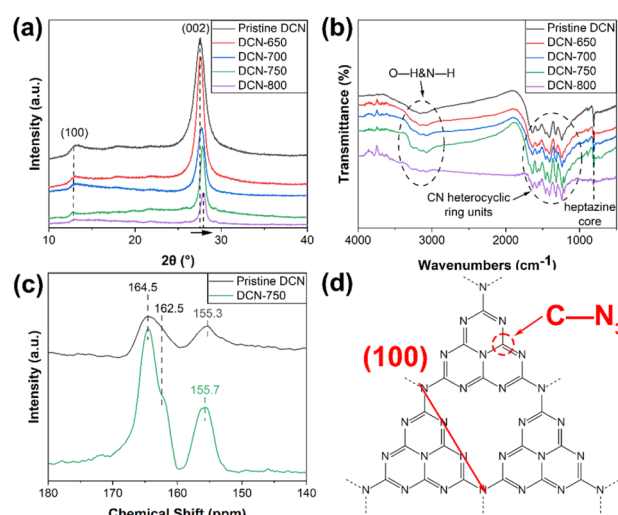 (a)
(002)
(100)
Pristine DCN
DCN-650
DCN-700
DCN-750
DCN-800
Intensity (a.u.)
10 20 30 40
2θ (°)
(b)
Pristine DCN
DCN-650
DCN-700
DCN-750
DCN-800
O—H&N—H
CN heterocyclic
ring units
heptazine
core
Transmittance (%)
4000 3000 2000 1000
Wavenumbers (cm-1)
(c)
164.5
162.5
155.3
155.7
Pristine DCN
DCN-750
Intensity (a.u.)
180 170 160 150 140
Chemical Shift (ppm)
(d)
C—N
(100)
N
N N
N N N
N N
N N N N
N N N N N N
N N N N
N N N